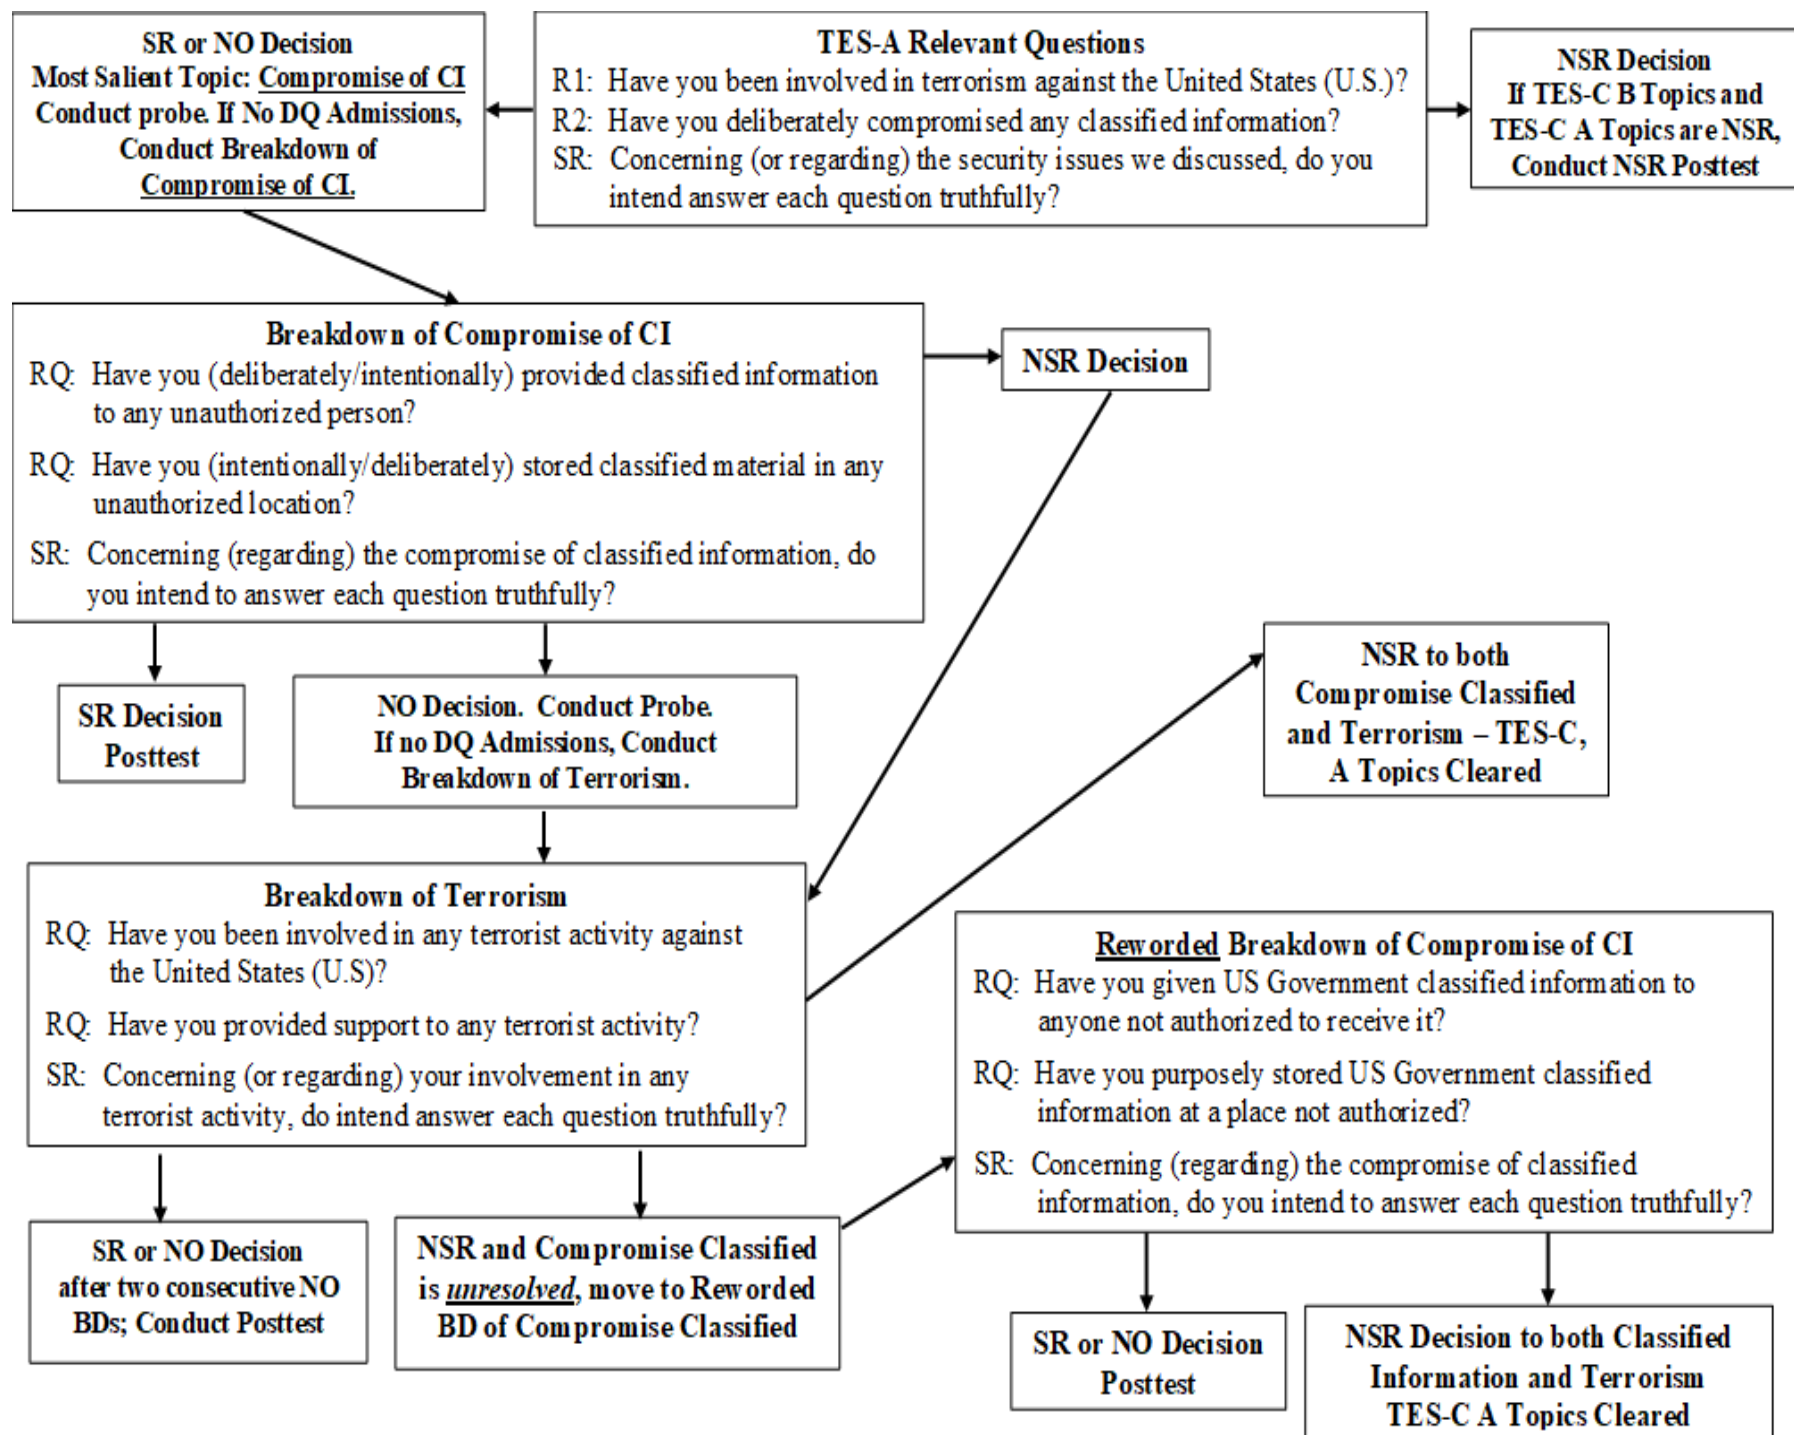 SR or NO Decision
Most Salient Topic: Compromise of CI
Conduct probe. If No DQ Admissions,
Conduct Breakdown of
Compromise of CI.
TES-A Relevant Questions
R1: Have you been involved in terrorism against the United States (U.S.)?
R2: Have you deliberately compromised any classified information?
SR: Concerning (or regarding) the security issues we discussed, do you
intend answer each question truthfully?
NSR Decision
If TES-C B Topics and
TES-C A Topics are NSR,
Conduct NSR Posttest
Breakdown of Compromise of CI
RQ: Have you (deliberately/intentionally) provided classified information
to any unauthorized person?
RQ: Have you (intentionally/deliberately) stored classified material in any
unauthorized location?
SR: Concerning (regarding) the compromise of classified information, do
you intend to answer each question truthfully?
NSR Decision
SR Decision
Posttest
NO Decision. Conduct Probe.
If no DQ Admissions, Conduct
Breakdown of Terrorism.
NSR to both
Compromise Classified
and Terrorism – TES-C,
A Topics Cleared
Breakdown of Terrorism
RQ: Have you been involved in any terrorist activity against
the United States (U.S)?
RQ: Have you provided support to any terrorist activity?
SR: Concerning (or regarding) your involvement in any
terrorist activity, do intend answer each question truthfully?
Reworded Breakdown of Compromise of CI
RQ: Have you given US Government classified information to
anyone not authorized to receive it?
RQ: Have you purposely stored US Government classified
information at a place not authorized?
SR: Concerning (regarding) the compromise of classified
information, do you intend to answer each question truthfully?
SR or NO Decision
after two consecutive NO
BDs; Conduct Posttest
NSR and Compromise Classified
is unresolved, move to Reworded
BD of Compromise Classified
SR or NO Decision
Posttest
NSR Decision to both Classified
Information and Terrorism
TES-C A Topics Cleared